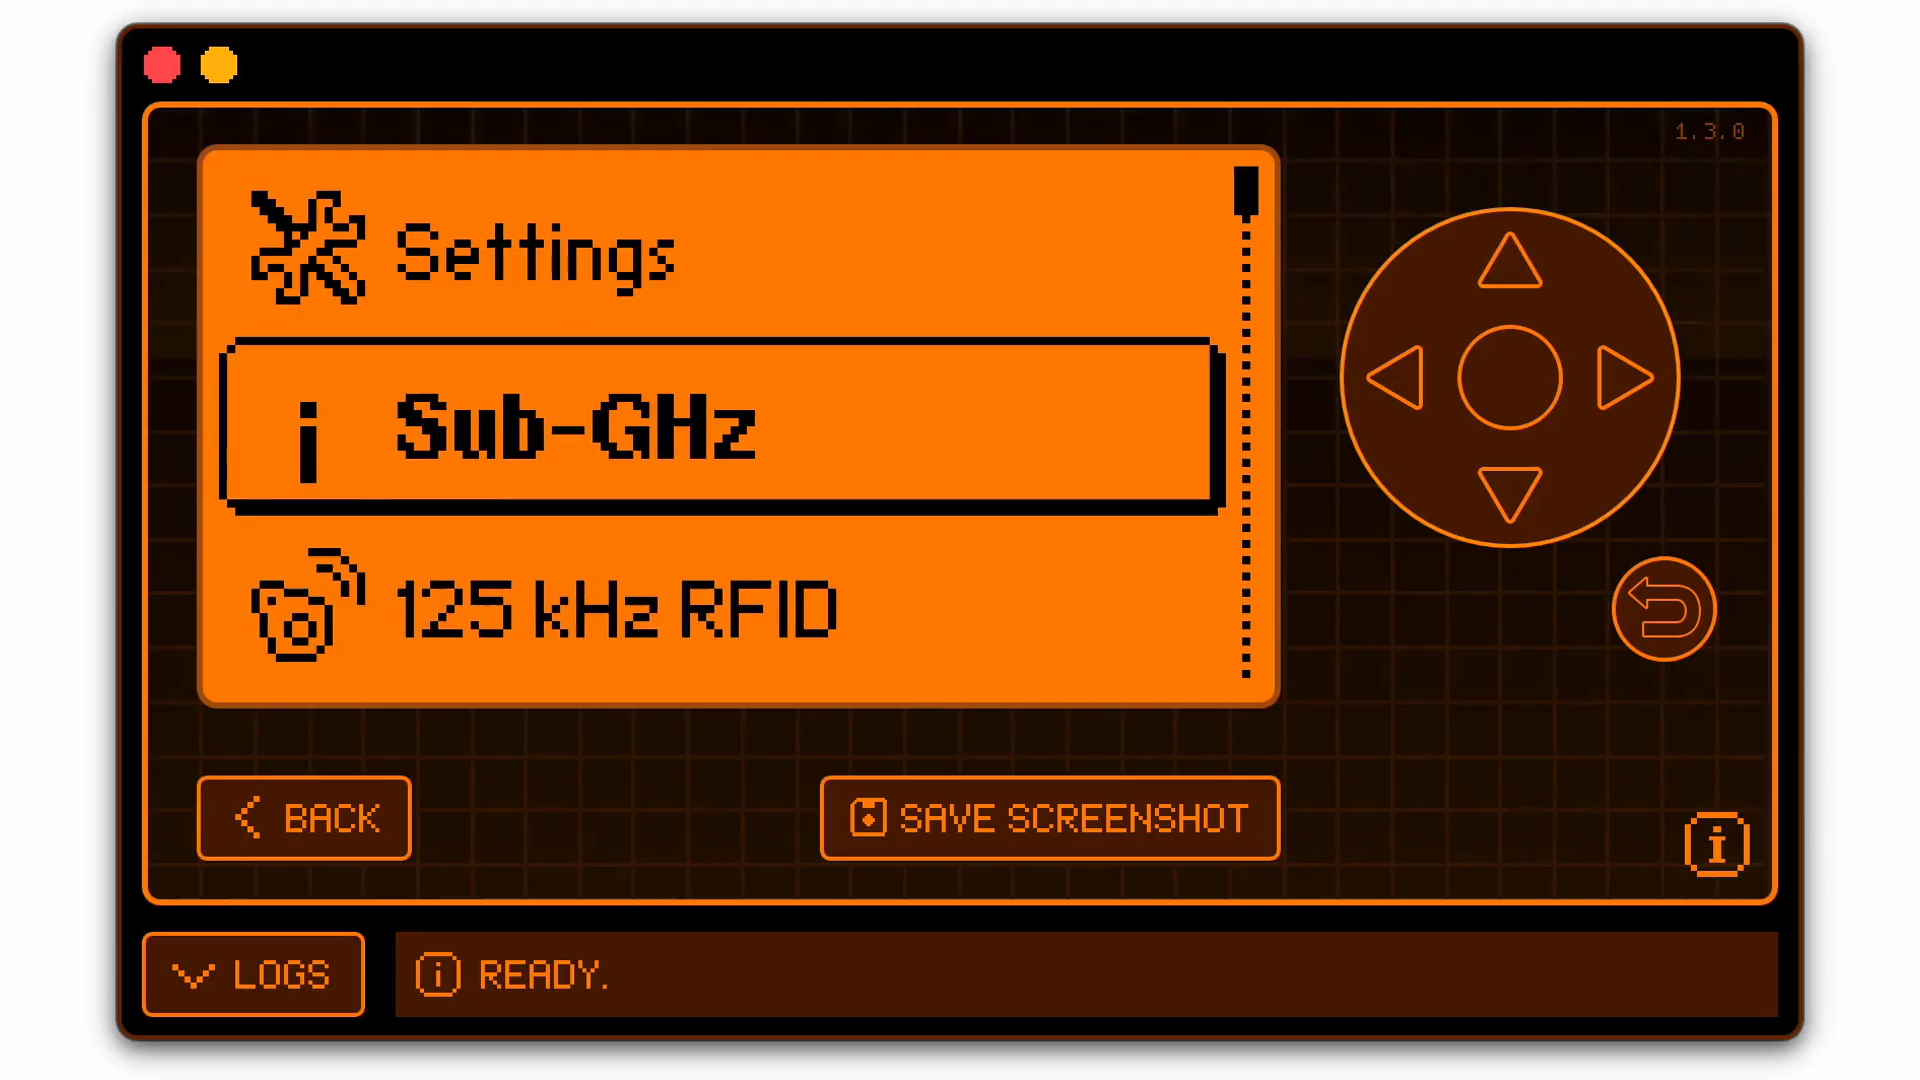 1.3.0
Settings
Sub-GHz
125 kHz RFID
BACK
SAVE SCREENSHOT
LOGS
READY.